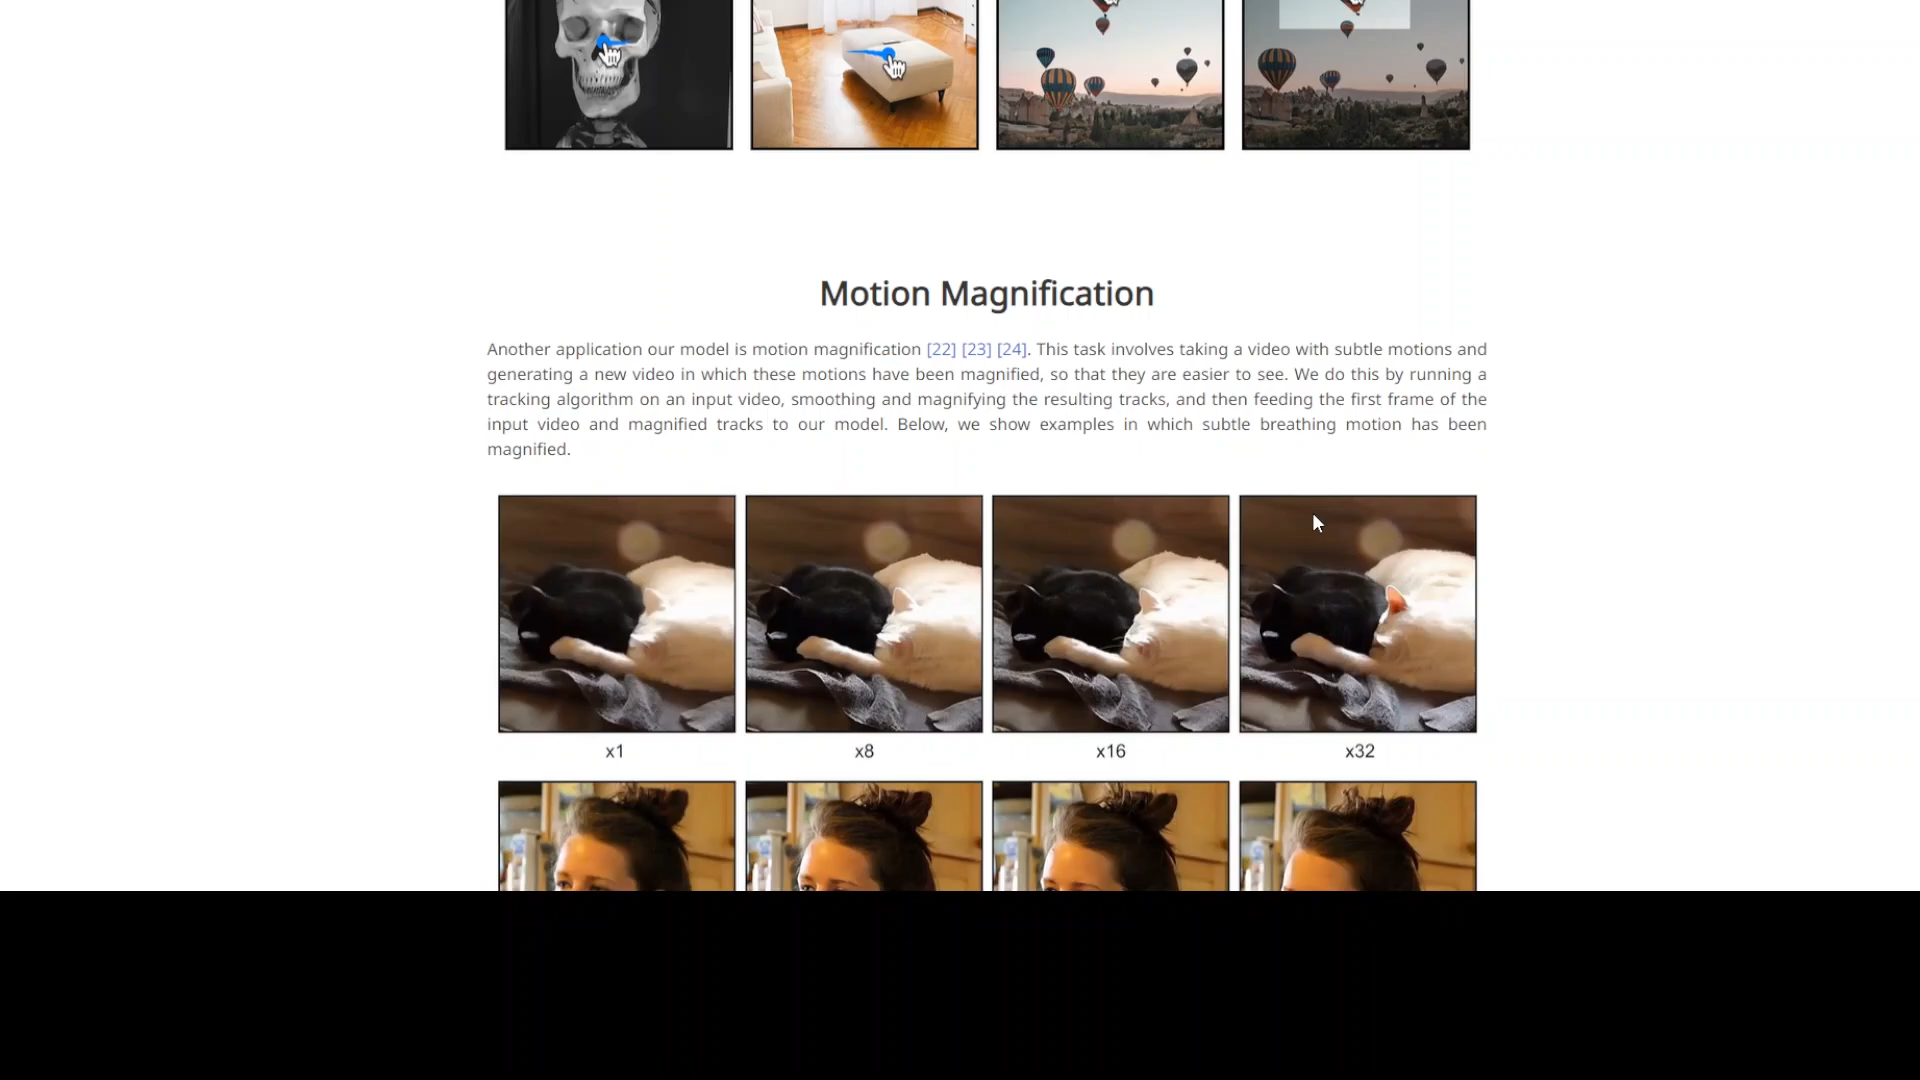 Motion Magnification
Another application our model is motion magnification [22] [23] [24]. This task involves taking a video with subtle motions and
generating a new video in which these motions have been magnified, so that they are easier to see. We do this by running a
tracking algorithm on an input video, smoothing and magnifying the resulting tracks, and then feeding the first frame of the
input video and magnified tracks to our model. Below, we show examples in which subtle breathing motion has been
magnified.
x1 x8 x16 x32